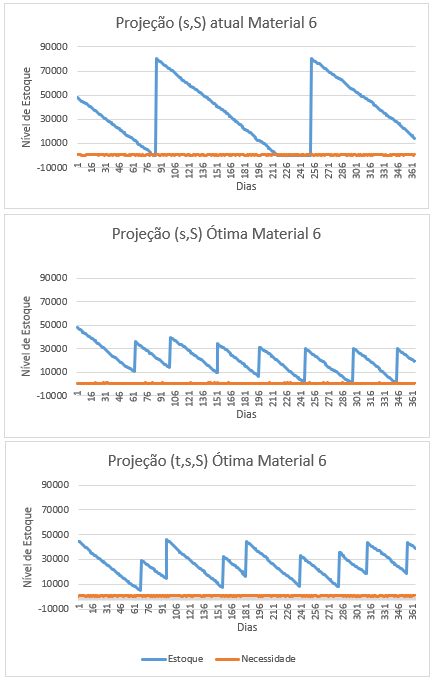 Projeção (s,S) atual Material 6
90000
70000
50000
30000
10000
-10000
Nível de Estoque
1 16 31 46 61 76 91 106 121 136 151 166 181 196 211 226 241 256 271 286 301 316 331 346 361
Dias
Projeção (s,S) Ótima Material 6
90000
70000
50000
30000
10000
-10000
Nível de Estoque
1 16 31 46 61 76 91 106 121 136 151 166 181 196 211 226 241 256 271 286 301 316 331 346 361
Dias
Projeção (t,s,S) Ótima Material 6
90000
70000
50000
30000
10000
-10000
Nível de Estoque
1 16 31 46 61 76 91 106 121 136 151 166 181 196 211 226 241 256 271 286 301 316 331 346 361
Dias
Estoque Necessidade